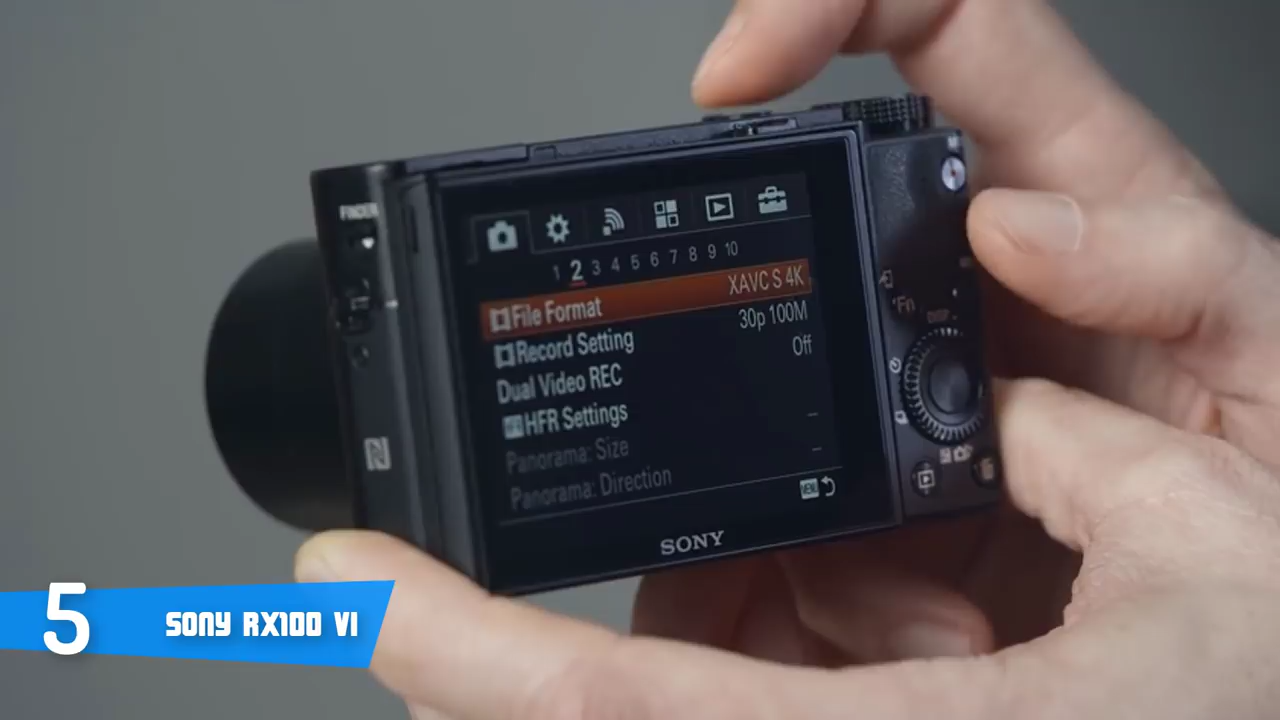 FINDER
1 2 3 4 5 6 7 8 9 10
File Format XAVC S 4K
Record Setting 30p 100M
Dual Video REC Off
HFR Settings
Panorama: Size –
Panorama: Direction –
MENU
Fn
DISP
SONY
5 SONY RX100 VI